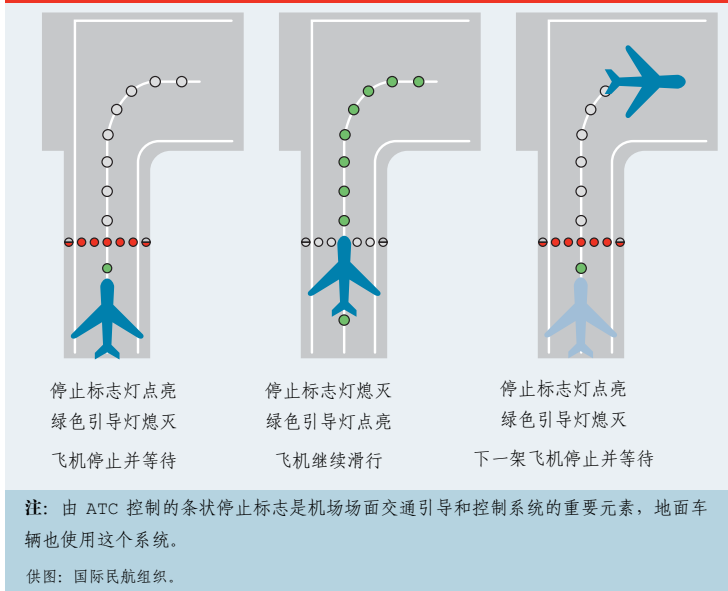 停止标志灯点亮
绿色引导灯熄灭
飞机停止并等待
停止标志灯熄灭
绿色引导灯点亮
飞机继续滑行
停止标志灯点亮
绿色引导灯熄灭
下一架飞机停止并等待
注：由 ATC 控制的条状停止标志是机场场面交通引导和控制系统的重要元素，地面车
辆也使用这个系统。
供图：国际民航组织。